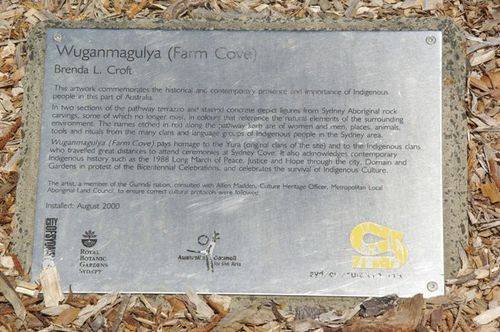 Wuganmagulya (Farm Cove)
Brenda L. Croft
This artwork commemorates the historical and contemporary presence and importance of Indigenous
people in this part of Australia.
In two sections of the pathway terrazzo and stained concrete depict figures from Sydney Aboriginal rock
carvings, some of which no longer exist, in colours that reference the natural elements of the surrounding
environment. The names etched in red along the pathway kerb are of women and men, places, animals,
tools and rituals from the many clans and language groups of Indigenous people in the Sydney area.
Wuganmagulya (Farm Cove) pays homage to the Yura (original clans of the site) and to the Indigenous clans
who travelled great distances to attend ceremonies at Sydney Cove. It also acknowledges contemporary
Indigenous history such as the 1988 Long March of Peace, Justice and Hope through the city, Domain and
Gardens in protest of the Bicentennial Celebrations, and celebrates the survival of Indigenous Culture.
The artist, a member of the Gurindji nation, consulted with Allen Madden, Culture Heritage Officer, Metropolitan Local
Aboriginal Land Council, to ensure correct cultural protocols were followed.
Installed: August 2000
CITY OF SYDNEY
ROYAL
BOTANIC
GARDENS
SYDNEY
Australia Council
for the Arts